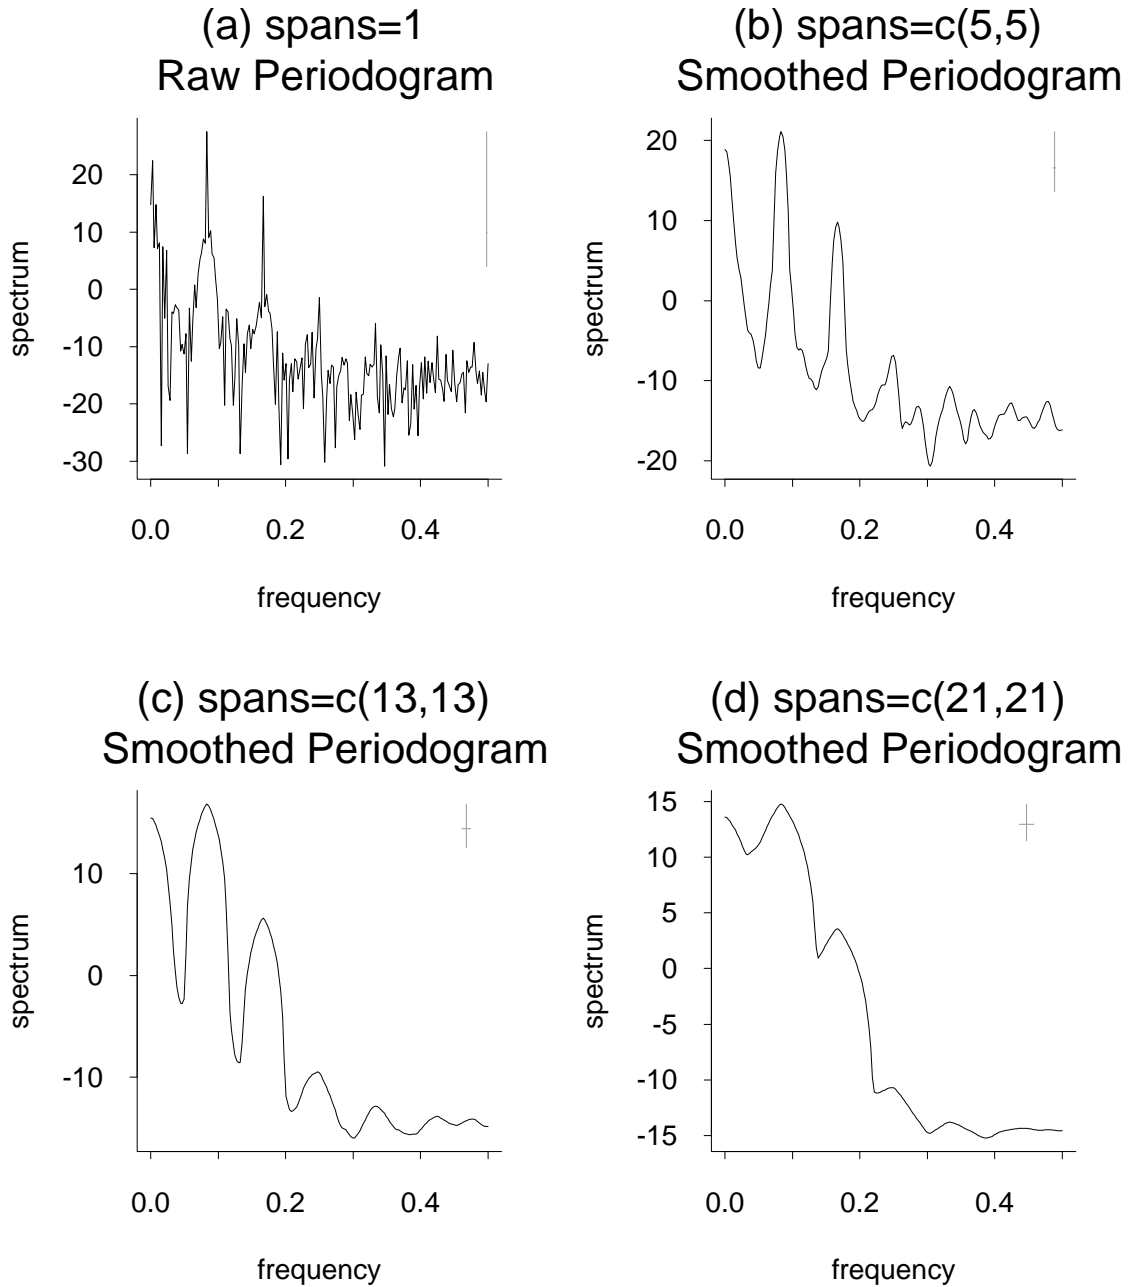 (a) spans=1
Raw Periodogram
spectrum
20
10
0
-10
-20
-30
0.0 0.2 0.4
frequency
(b) spans=c(5,5)
Smoothed Periodogram
spectrum
20
10
0
-10
-20
0.0 0.2 0.4
frequency
(c) spans=c(13,13)
Smoothed Periodogram
spectrum
10
0
-10
0.0 0.2 0.4
frequency
(d) spans=c(21,21)
Smoothed Periodogram
spectrum
15
10
5
0
-5
-10
-15
0.0 0.2 0.4
frequency